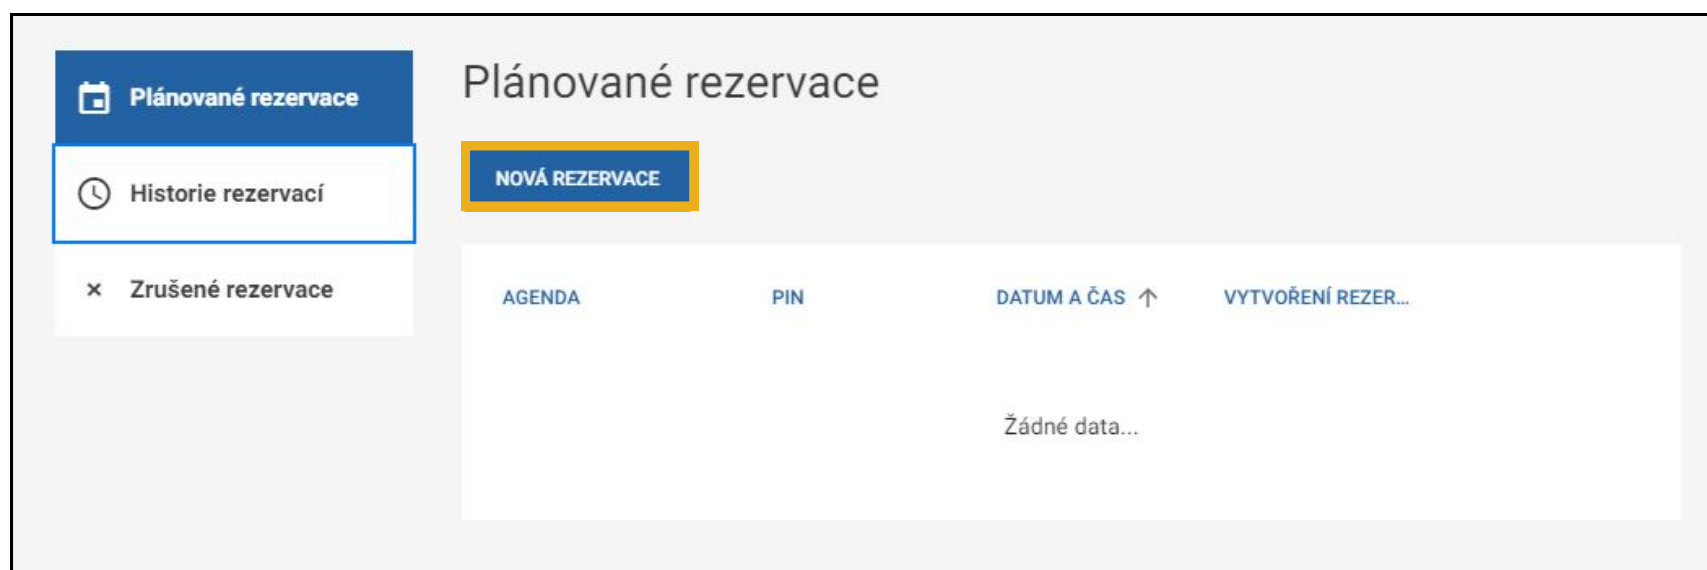 Plánované rezervace
Historie rezervací
Zrušené rezervace
Plánované rezervace
NOVÁ REZERVACE
AGENDA PIN DATUM A ČAS VYTVOŘENÍ REZER...
Žádné data...